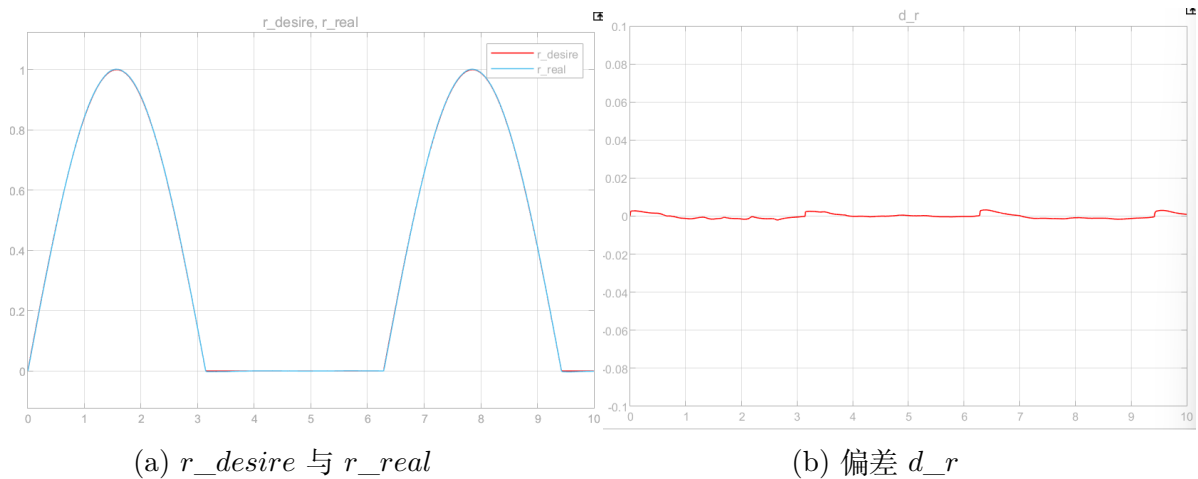 r_desire, r_real
r_desire
r_real
1
0.8
0.6
0.4
0.2
0
0 1 2 3 4 5 6 7 8 9 10
(a) r_desire 与 r_real
d_r
0.1
0.08
0.06
0.04
0.02
0
-0.02
-0.04
-0.06
-0.08
-0.1
0 1 2 3 4 5 6 7 8 9 10
(b) 偏差 d_r